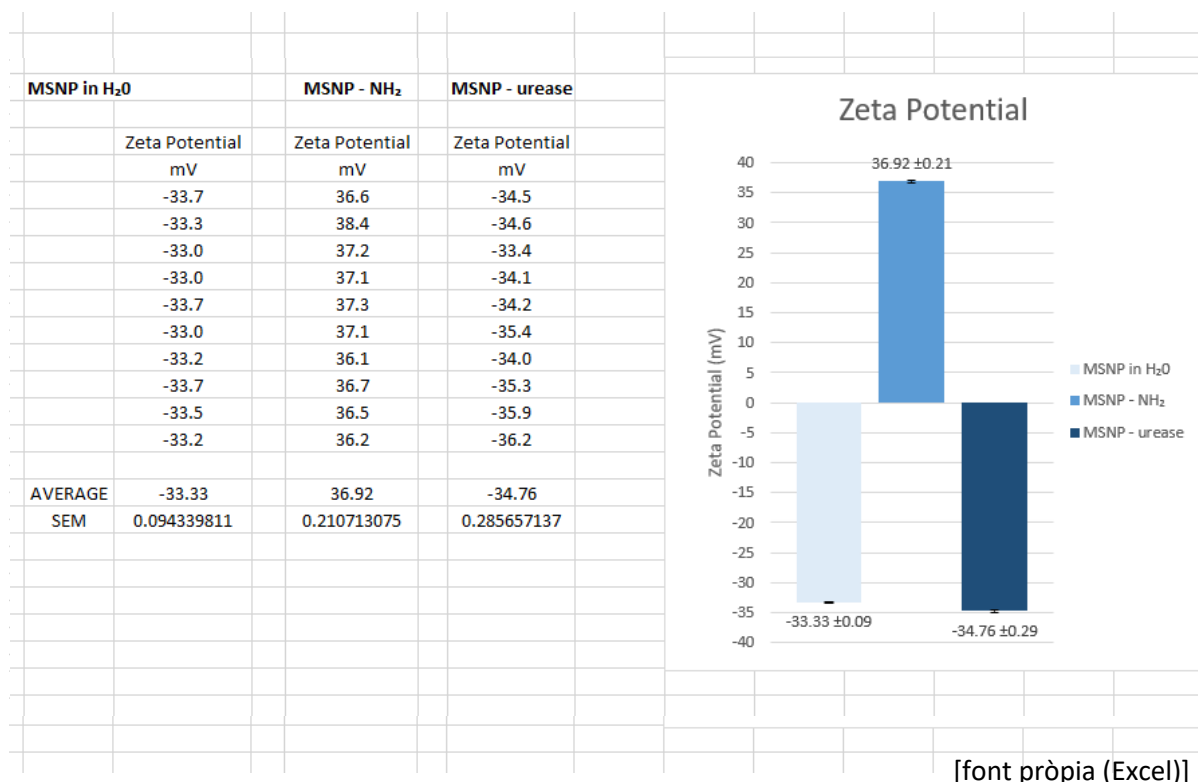 MSNP in H₂0 MSNP - NH₂ MSNP - urease
Zeta Potential Zeta Potential Zeta Potential
mV mV mV
-33.7 36.6 -34.5
-33.3 38.4 -34.6
-33.0 37.2 -33.4
-33.0 37.1 -34.1
-33.7 37.3 -34.2
-33.0 37.1 -35.4
-33.2 36.1 -34.0
-33.7 36.7 -35.3
-33.5 36.5 -35.9
-33.2 36.2 -36.2
AVERAGE -33.33 36.92 -34.76
SEM 0.094339811 0.210713075 0.285657137
Zeta Potential
Zeta Potential (mV)
40
35
30
25
20
15
10
5
0
-5
-10
-15
-20
-25
-30
-35
-40
36.92 ±0.21
-33.33 ±0.09
-34.76 ±0.29
MSNP in H₂0
MSNP - NH₂
MSNP - urease
[font pròpia (Excel)]